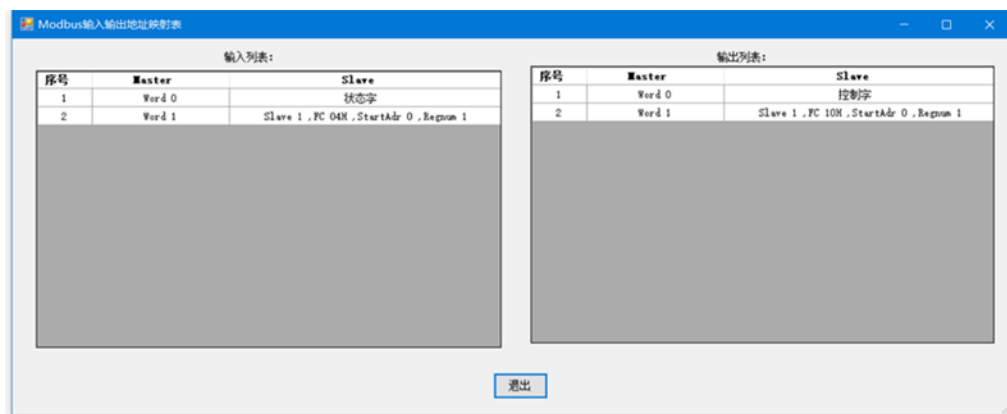 Modbus输入输出地址映射表
输入列表:
序号 Master Slave
1 Word 0 状态字
2 Word 1 Slave 1 ,FC 04H ,StartAdr 0 ,Regnum 1
输出列表:
序号 Master Slave
1 Word 0 控制字
2 Word 1 Slave 1 ,FC 10H ,StartAdr 0 ,Regnum 1
退出